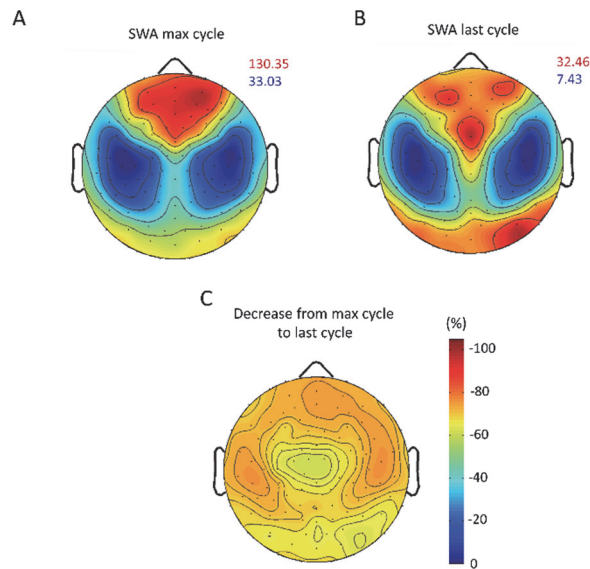 A
SWA max cycle
130.35
33.03
B
SWA last cycle
32.46
7.43
C
Decrease from max cycle
to last cycle
(%)
-100
-80
-60
-40
-20
0